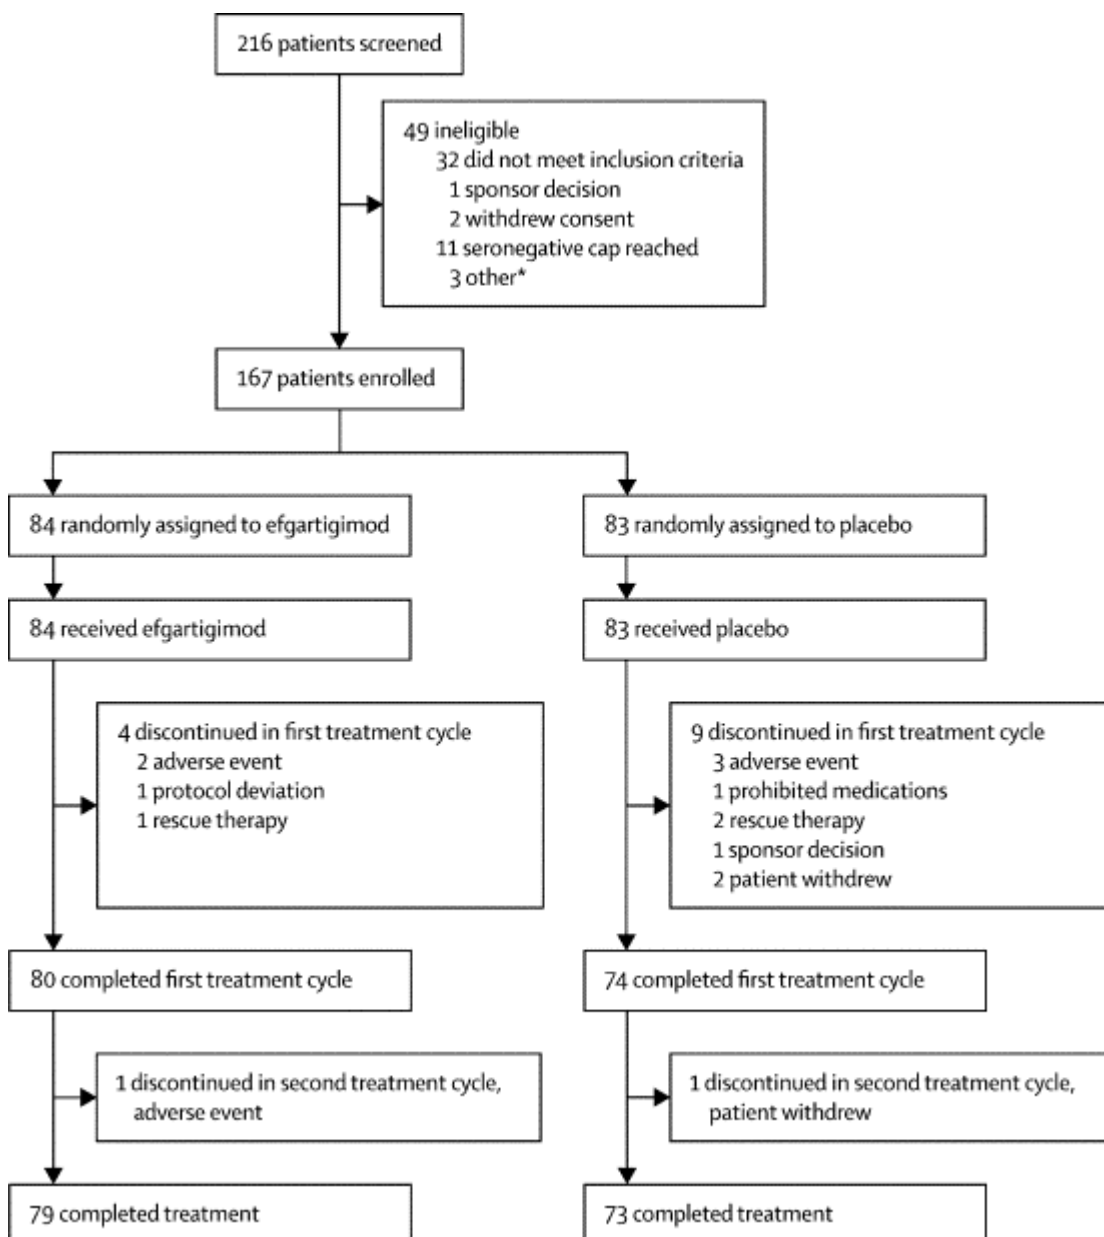 216 patients screened
49 ineligible
32 did not meet inclusion criteria
1 sponsor decision
2 withdrew consent
11 seronegative cap reached
3 other*
167 patients enrolled
84 randomly assigned to efgartigimod
83 randomly assigned to placebo
84 received efgartigimod
83 received placebo
4 discontinued in first treatment cycle
2 adverse event
1 protocol deviation
1 rescue therapy
9 discontinued in first treatment cycle
3 adverse event
1 prohibited medications
2 rescue therapy
1 sponsor decision
2 patient withdrew
80 completed first treatment cycle
74 completed first treatment cycle
1 discontinued in second treatment cycle,
adverse event
1 discontinued in second treatment cycle,
patient withdrew
79 completed treatment
73 completed treatment